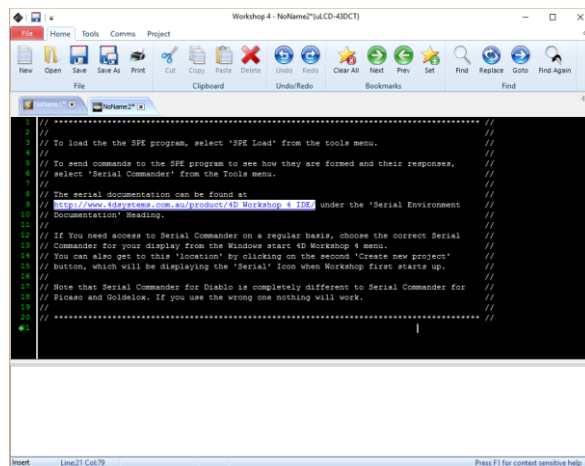 Workshop 4 - NoName2*(uLCD-43DCT)
File Home Tools Comms Project
New Open Save Save As Print Cut Copy Paste Delete Undo Redo Clear All Next Prev Set Find Replace Goto Find Again
File Clipboard Undo/Redo Bookmarks Find
NoName1* NoName2*
1 // ******************************************************************************** //
2 // //
3 // To load the the SPE program, select 'SPE Load' from the tools menu. //
4 // //
5 // To send commands to the SPE program to see how they are formed and their responses, //
6 // select 'Serial Commander' from the Tools menu. //
7 // //
8 // The serial documentation can be found at //
9 // http://www.4dsystems.com.au/product/4D Workshop 4 IDE/ under the 'Serial Environment //
10 // Documentation' Heading. //
11 // //
12 // If You need access to Serial Commander on a regular basis, choose the correct Serial //
13 // Commander for your display from the Windows start 4D Workshop 4 menu. //
14 // You can also get to this 'location' by clicking on the second 'Create new project' //
15 // button, which will be displaying the 'Serial' Icon when Workshop first starts up. //
16 // //
17 // Note that Serial Commander for Diablo is completely different to Serial Commander for //
18 // Picaso and Goldelox. If you use the wrong one nothing will work. //
19 // //
20 // ******************************************************************************** //
21
Insert Line:21 Col:79 Press F1 for context sensitive help